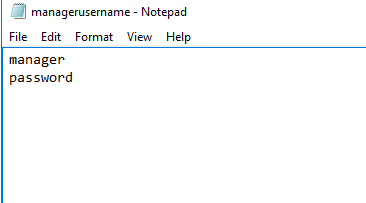 managerusername - Notepad
File Edit Format View Help
manager
password